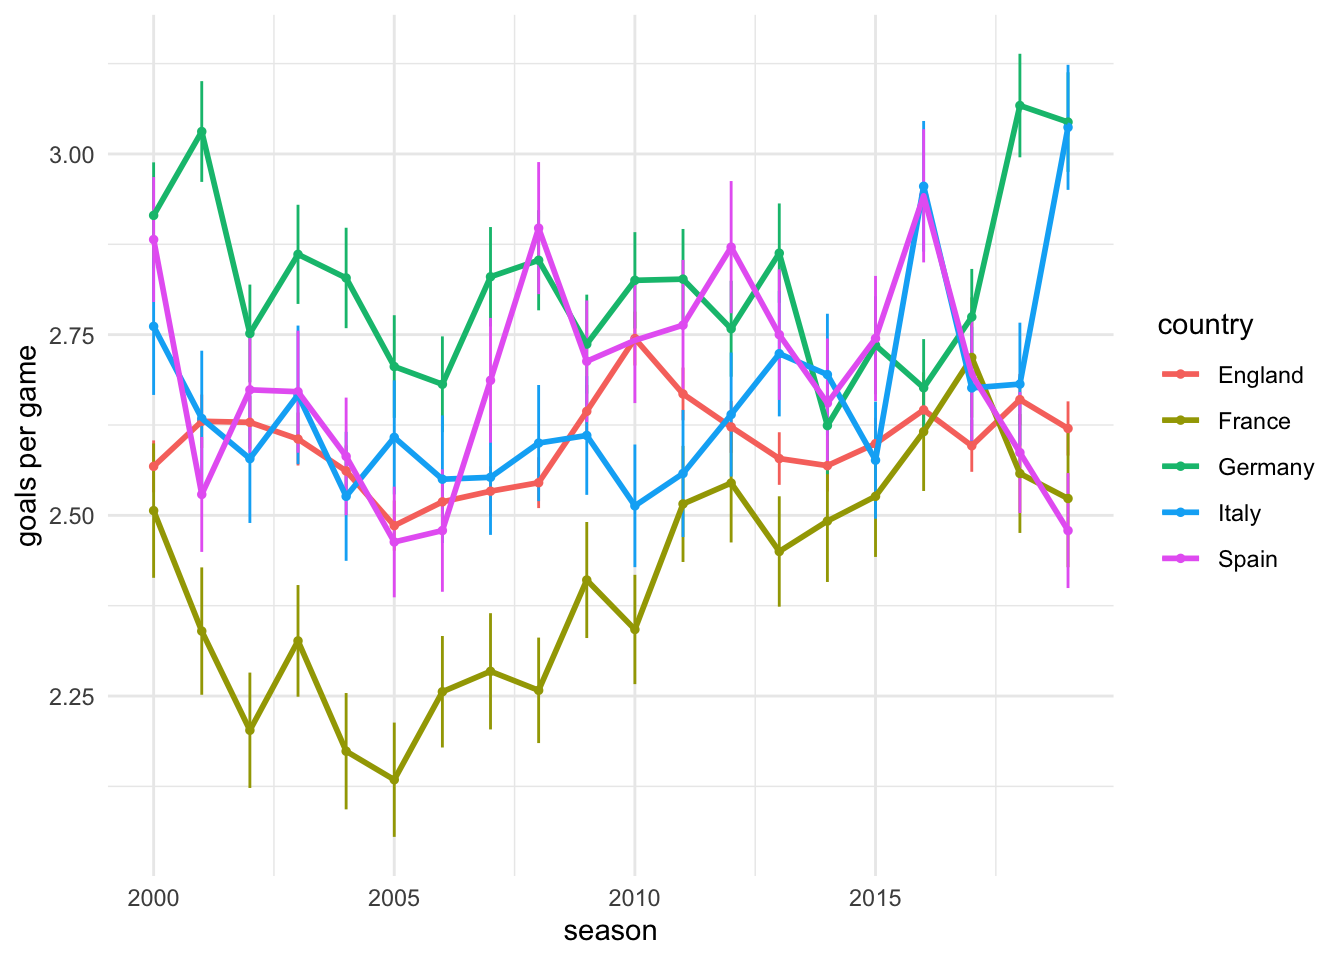 3.00
2.75
2.50
2.25
goals per game
2000
2005
2010
2015
season
country
England
France
Germany
Italy
Spain